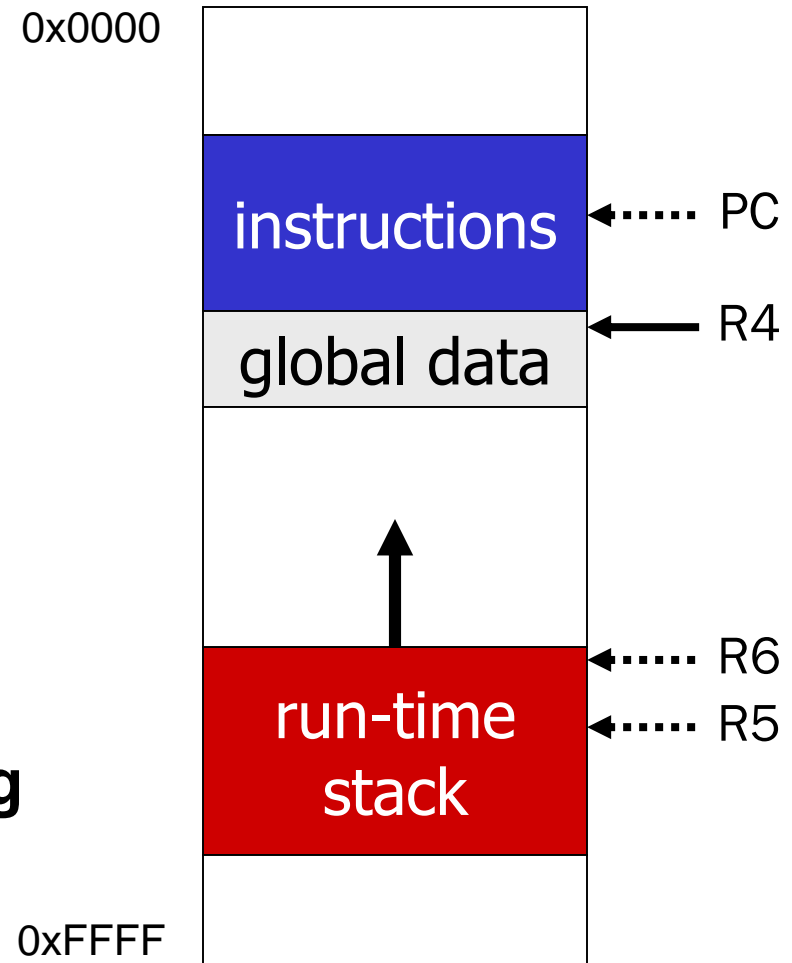 0x0000
instructions
PC
R4
global data
R6
run-time
R5
stack
0xFFFF